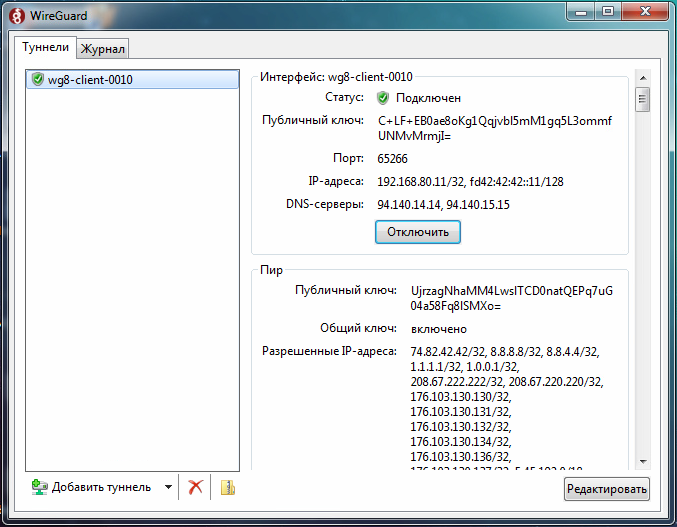 WireGuard
Туннели
Журнал
wg8-client-0010
Интерфейс: wg8-client-0010
Статус: Подключен
Публичный ключ: C+LF+EB0ae8oKg1Qqjvbl5mM1gq5L3ommf
UNMvMrmjI=
Порт: 65266
IP-адреса: 192.168.80.11/32, fd42:42:42::11/128
DNS-серверы: 94.140.14.14, 94.140.15.15
Отключить
Пир
Публичный ключ: UjrzagNhaMM4LwsITCD0natQEPq7uG
04a58Fq8lSMXo=
Общий ключ: включено
Разрешенные IP-адреса: 74.82.42.42/32, 8.8.8.8/32, 8.8.4.4/32,
1.1.1.1/32, 1.0.0.1/32,
208.67.222.222/32, 208.67.220.220/32,
176.103.130.130/32,
176.103.130.131/32,
176.103.130.132/32,
176.103.130.134/32,
176.103.130.136/32,
Добавить туннель
Редактировать